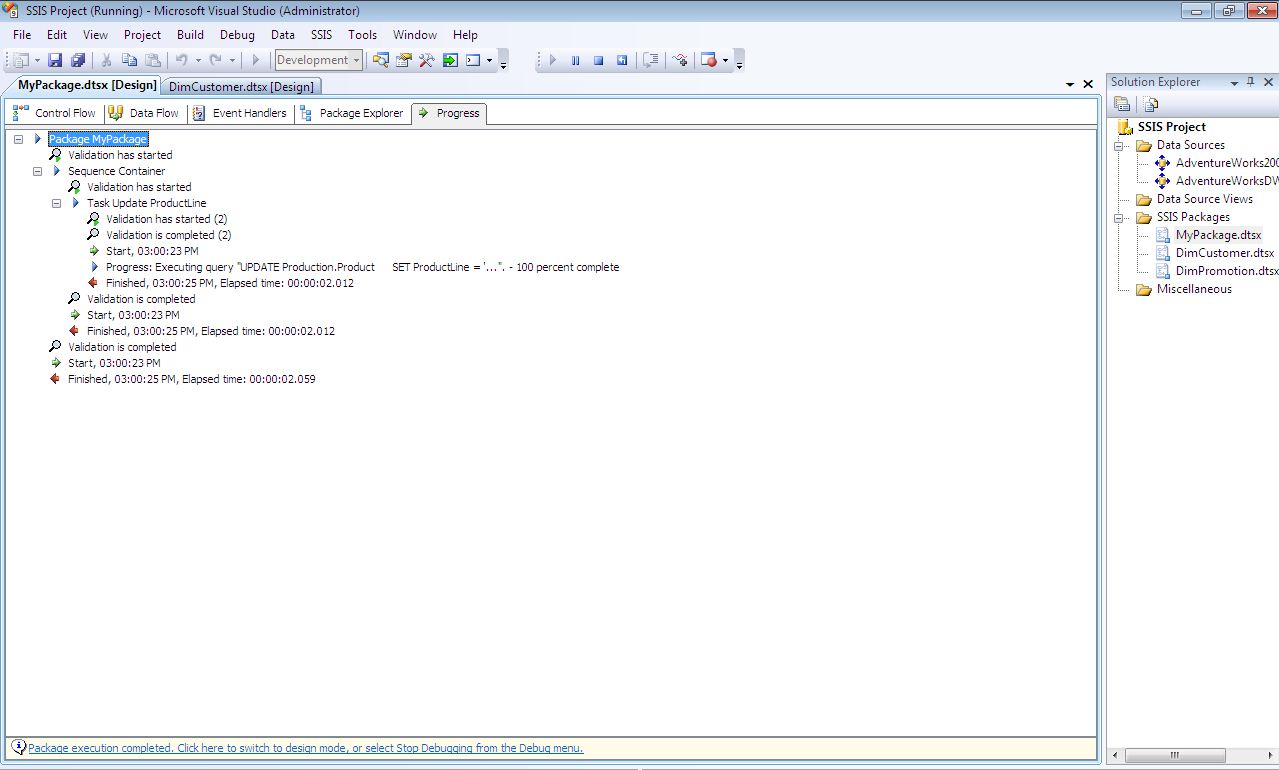 SSIS Project (Running) - Microsoft Visual Studio (Administrator)
File Edit View Project Build Debug Data SSIS Tools Window Help
Development
MyPackage.dtsx [Design] DimCustomer.dtsx [Design]
Control Flow Data Flow Event Handlers Package Explorer Progress
Package MyPackage
Validation has started
Sequence Container
Validation has started
Task Update ProductLine
Validation has started (2)
Validation is completed (2)
Start, 03:00:23 PM
Progress: Executing query "UPDATE Production.Product SET ProductLine = '...". - 100 percent complete
Finished, 03:00:25 PM, Elapsed time: 00:00:02.012
Validation is completed
Start, 03:00:23 PM
Finished, 03:00:25 PM, Elapsed time: 00:00:02.012
Validation is completed
Start, 03:00:23 PM
Finished, 03:00:25 PM, Elapsed time: 00:00:02.059
Package execution completed. Click here to switch to design mode, or select Stop Debugging from the Debug menu.
Solution Explorer
SSIS Project
Data Sources
AdventureWorks200
AdventureWorksDW
Data Source Views
SSIS Packages
MyPackage.dtsx
DimCustomer.dtsx
DimPromotion.dtsx
Miscellaneous